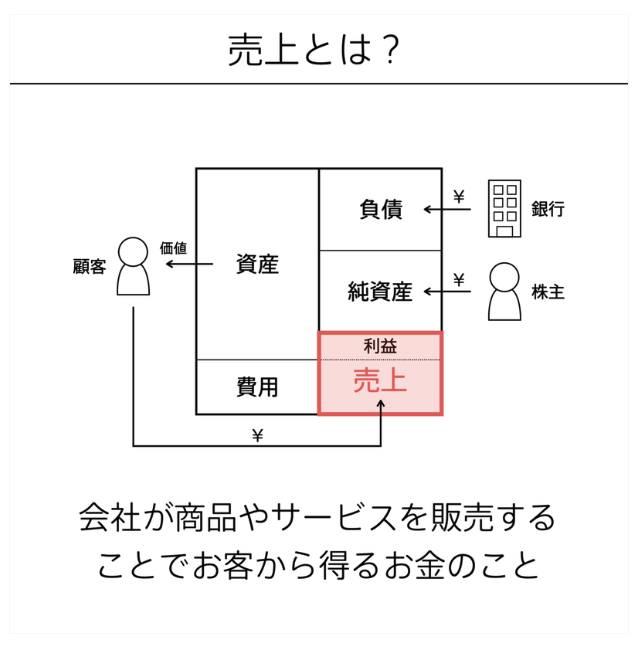 売上とは？
負債
¥
銀行
顧客
価値
資産
純資産
¥
株主
利益
費用
売上
¥
会社が商品やサービスを販売する
ことでお客から得るお金のこと